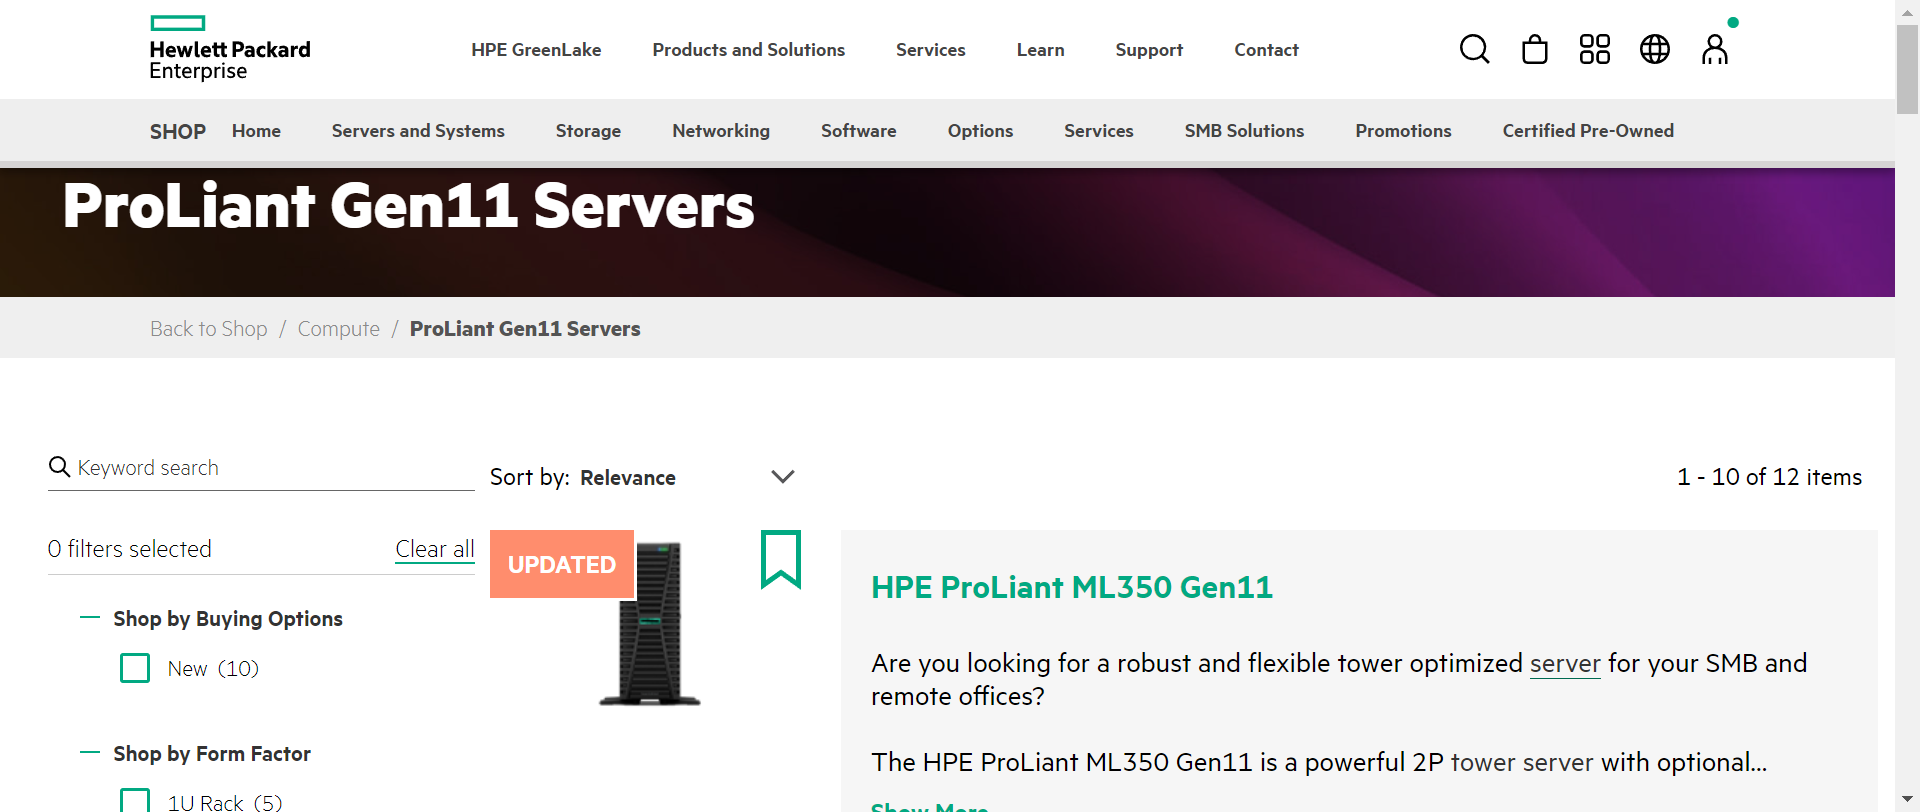 Hewlett Packard
Enterprise
HPE GreenLake
Products and Solutions
Services
Learn
Support
Contact
SHOP
Home
Servers and Systems
Storage
Networking
Software
Options
Services
SMB Solutions
Promotions
Certified Pre-Owned
ProLiant Gen11 Servers
Back to Shop / Compute / ProLiant Gen11 Servers
Keyword search
Sort by: Relevance
1 - 10 of 12 items
0 filters selected
Clear all
Shop by Buying Options
New (10)
Shop by Form Factor
1U Rack (5)
UPDATED
HPE ProLiant ML350 Gen11
Are you looking for a robust and flexible tower optimized server for your SMB and
remote offices?
The HPE ProLiant ML350 Gen11 is a powerful 2P tower server with optional...
Show More